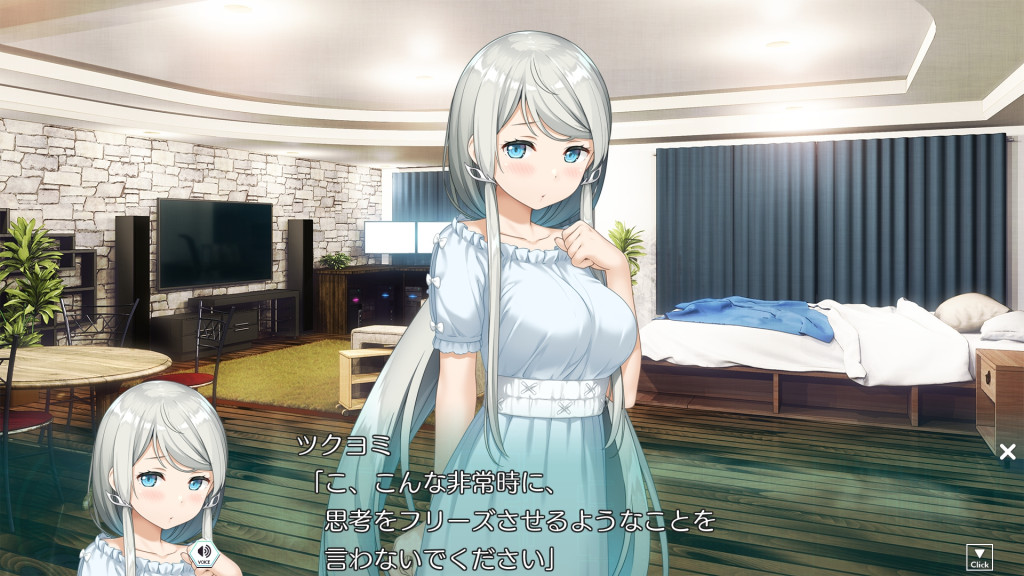 ツクヨミ
「こ、こんな非常時に、
思考をフリーズさせるようなことを
言わないでください」
VOICE
Click